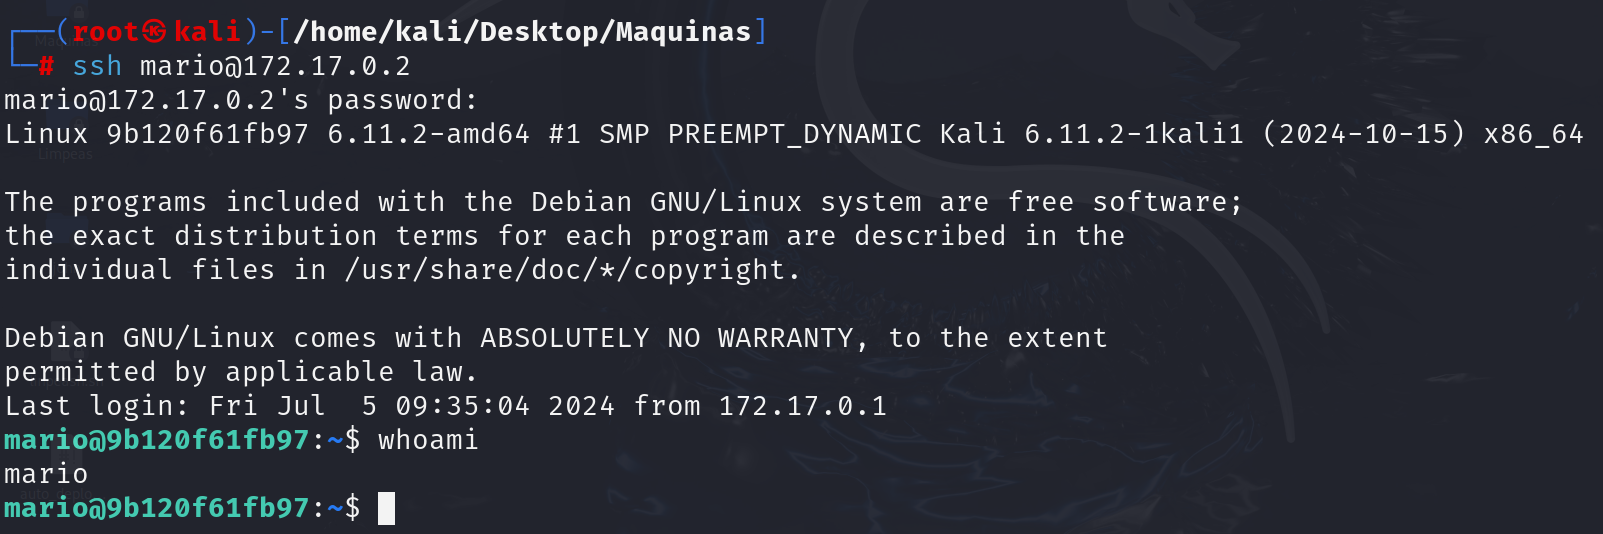 ┌──(root㉿kali)-[/home/kali/Desktop/Maquinas]
└─# ssh mario@172.17.0.2
mario@172.17.0.2's password:
Linux 9b120f61fb97 6.11.2-amd64 #1 SMP PREEMPT_DYNAMIC Kali 6.11.2-1kali1 (2024-10-15) x86_64
Limpeas
The programs included with the Debian GNU/Linux system are free software;
the exact distribution terms for each program are described in the
individual files in /usr/share/doc/*/copyright.
Debian GNU/Linux comes with ABSOLUTELY NO WARRANTY, to the extent
permitted by applicable law.
Last login: Fri Jul  5 09:35:04 2024 from 172.17.0.1
mario@9b120f61fb97:~$ whoami
mario
mario@9b120f61fb97:~$